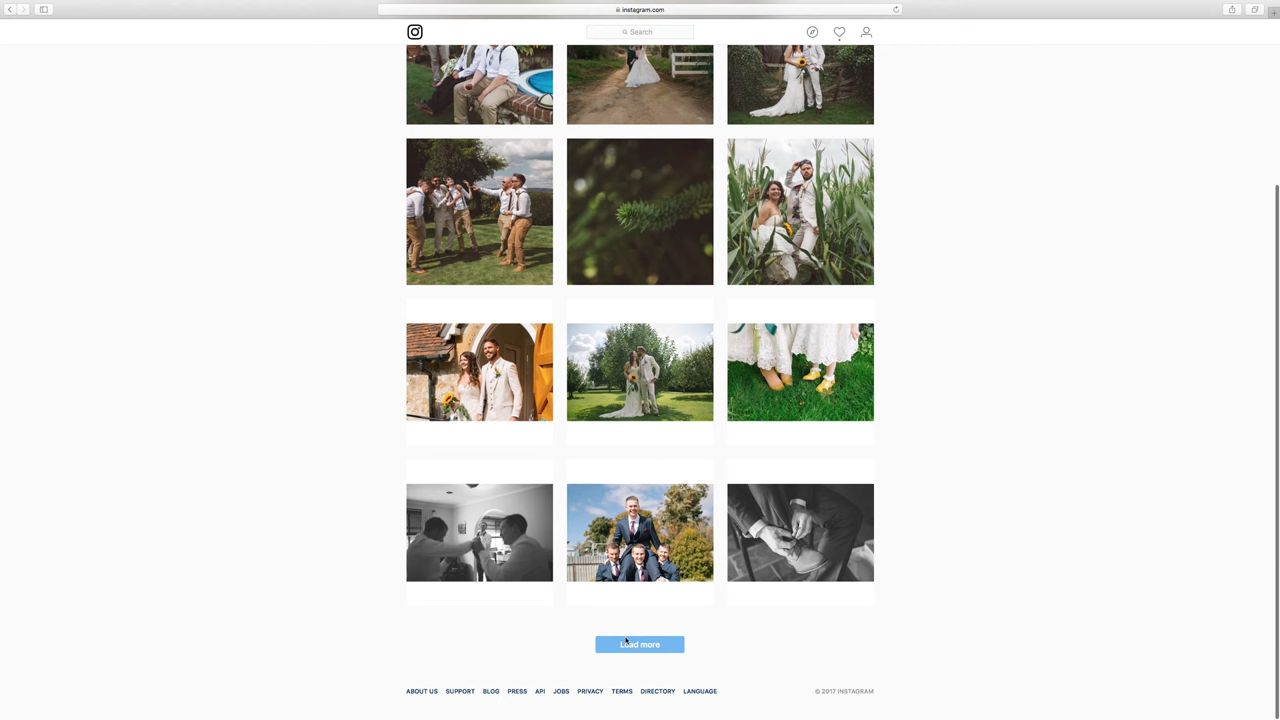 instagram.com
Search
Load more
ABOUT US SUPPORT BLOG PRESS API JOBS PRIVACY TERMS DIRECTORY LANGUAGE © 2017 INSTAGRAM